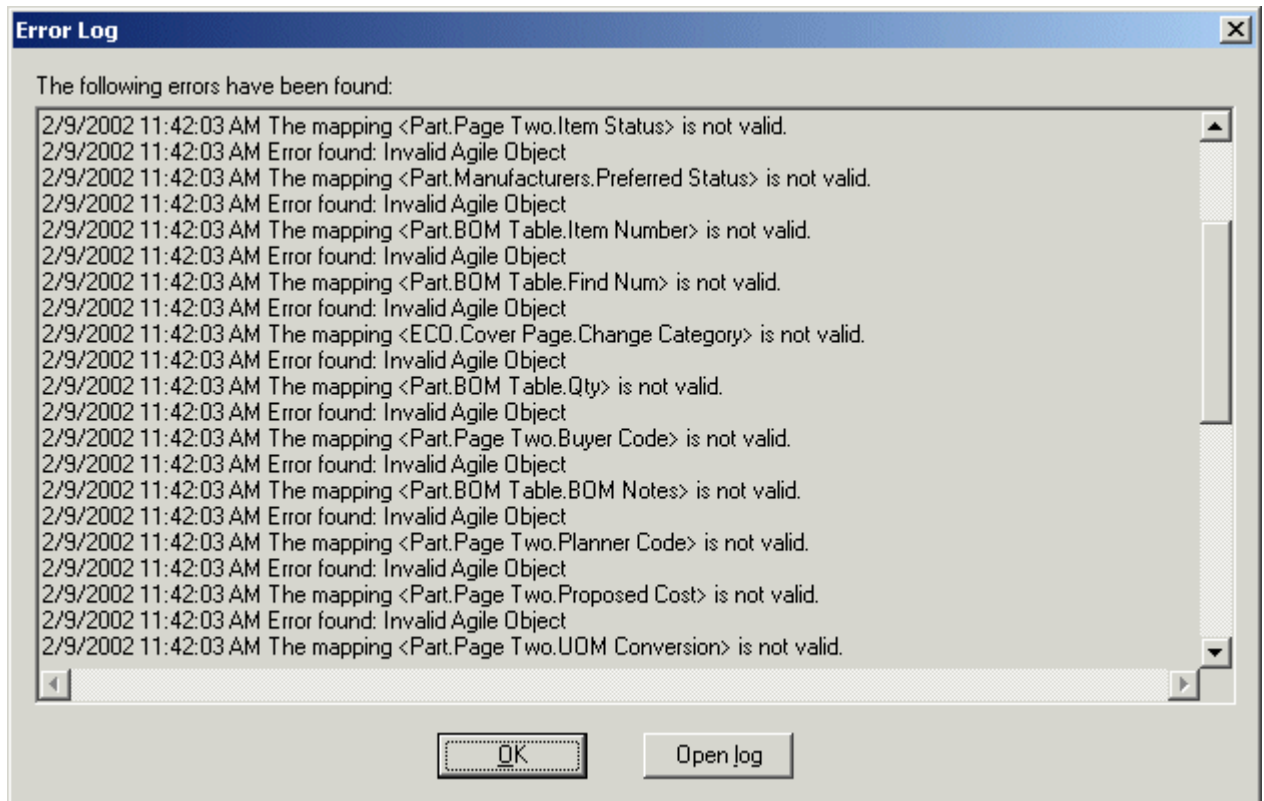 Error Log
The following errors have been found:
2/9/2002 11:42:03 AM The mapping <Part.Page Two.Item Status> is not valid.
2/9/2002 11:42:03 AM Error found: Invalid Agile Object
2/9/2002 11:42:03 AM The mapping <Part.Manufacturers.Preferred Status> is not valid.
2/9/2002 11:42:03 AM Error found: Invalid Agile Object
2/9/2002 11:42:03 AM The mapping <Part.BOM Table.Item Number> is not valid.
2/9/2002 11:42:03 AM Error found: Invalid Agile Object
2/9/2002 11:42:03 AM The mapping <Part.BOM Table.Find Num> is not valid.
2/9/2002 11:42:03 AM Error found: Invalid Agile Object
2/9/2002 11:42:03 AM The mapping <ECO.Cover Page.Change Category> is not valid.
2/9/2002 11:42:03 AM Error found: Invalid Agile Object
2/9/2002 11:42:03 AM The mapping <Part.BOM Table.Qty> is not valid.
2/9/2002 11:42:03 AM Error found: Invalid Agile Object
2/9/2002 11:42:03 AM The mapping <Part.Page Two.Buyer Code> is not valid.
2/9/2002 11:42:03 AM Error found: Invalid Agile Object
2/9/2002 11:42:03 AM The mapping <Part.BOM Table.BOM Notes> is not valid.
2/9/2002 11:42:03 AM Error found: Invalid Agile Object
2/9/2002 11:42:03 AM The mapping <Part.Page Two.Planner Code> is not valid.
2/9/2002 11:42:03 AM Error found: Invalid Agile Object
2/9/2002 11:42:03 AM The mapping <Part.Page Two.Proposed Cost> is not valid.
2/9/2002 11:42:03 AM Error found: Invalid Agile Object
2/9/2002 11:42:03 AM The mapping <Part.Page Two.UOM Conversion> is not valid.
OK
Open log